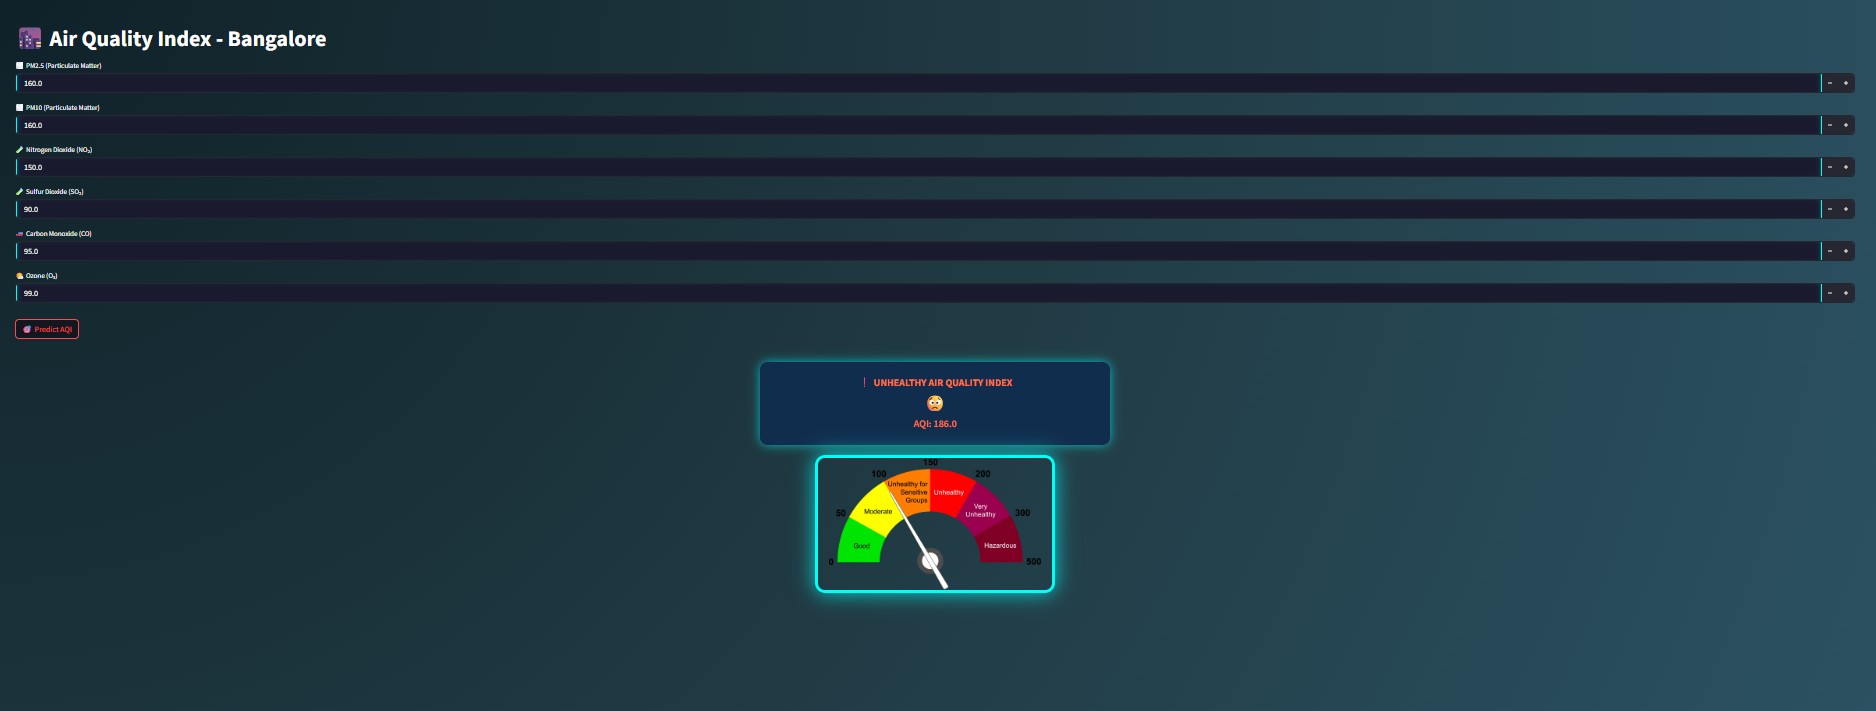 Air Quality Index - Bangalore
PM2.5 (Particulate Matter)
160.0
PM10 (Particulate Matter)
160.0
Nitrogen Dioxide (NO₂)
150.0
Sulfur Dioxide (SO₂)
90.0
Carbon Monoxide (CO)
95.0
Ozone (O₃)
99.0
Predict AQI
❗ UNHEALTHY AIR QUALITY INDEX
AQI: 186.0
150
100
200
Unhealthy for
Sensitive
Groups
Unhealthy
Very
Unhealthy
Moderate
50
300
Good
Hazardous
0
500